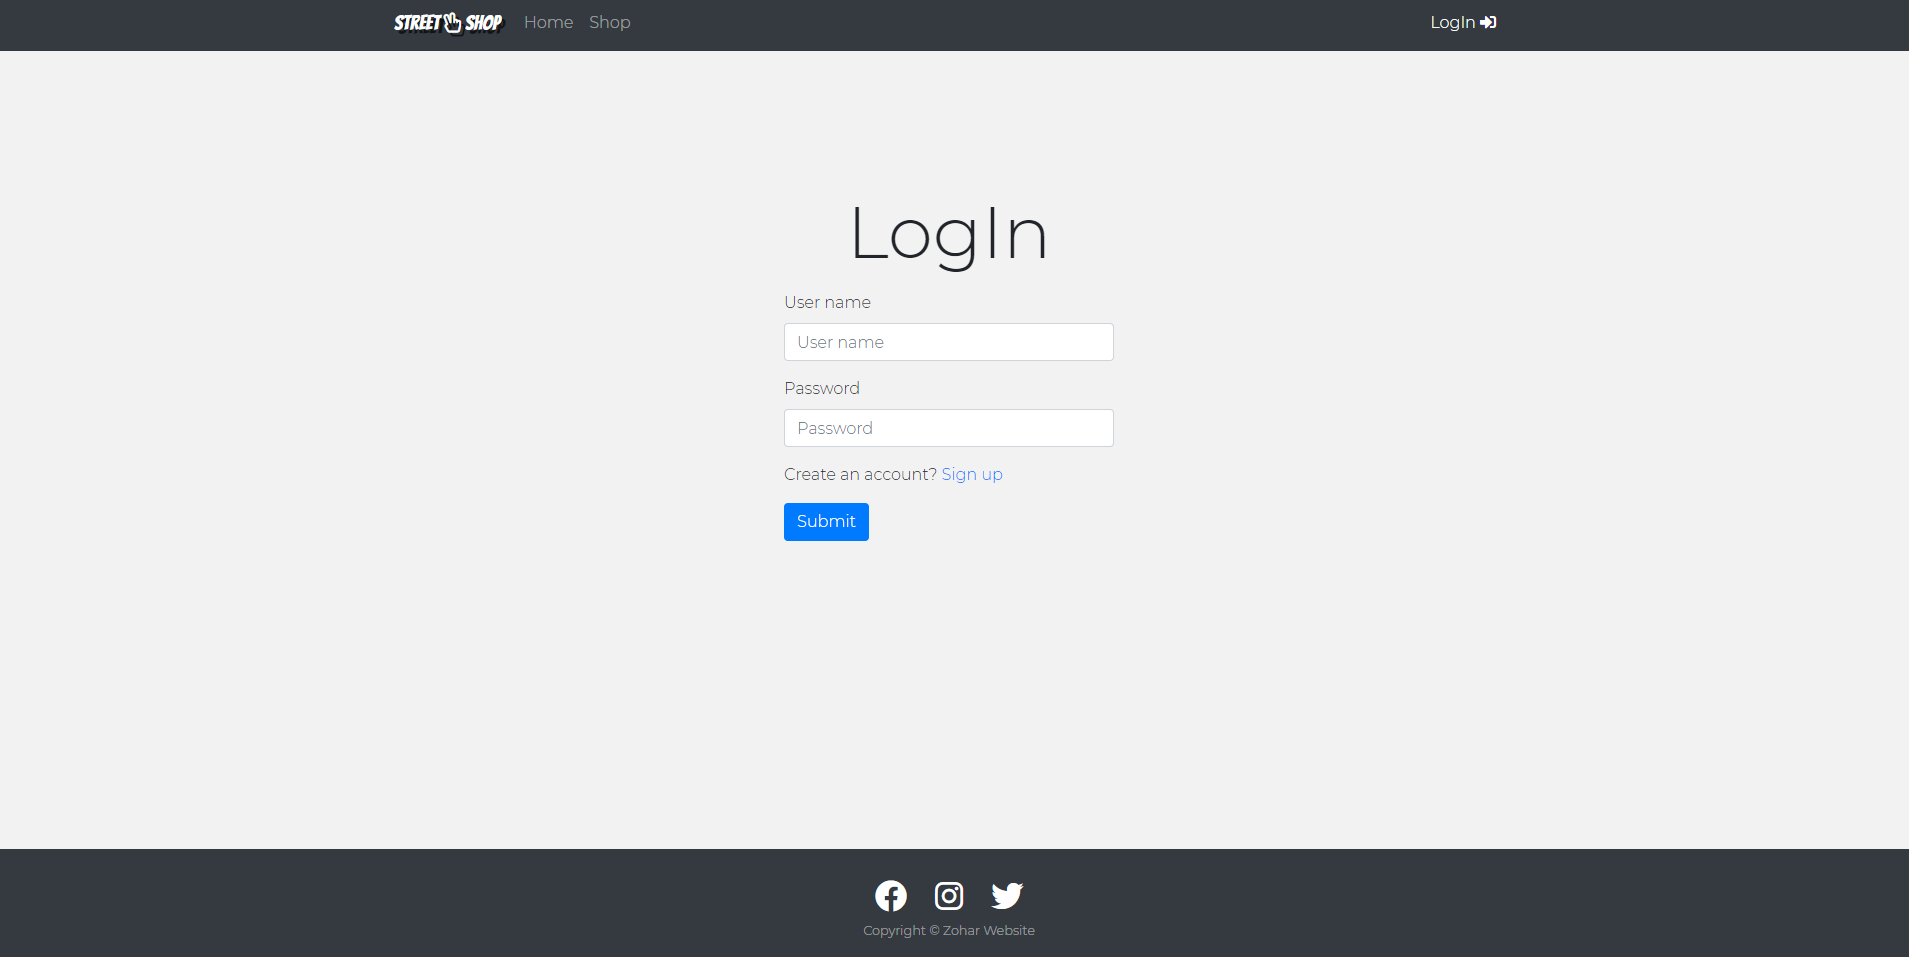 STREET SHOP Home Shop LogIn
LogIn
User name
User name
Password
Password
Create an account? Sign up
Submit
Copyright © Zohar Website